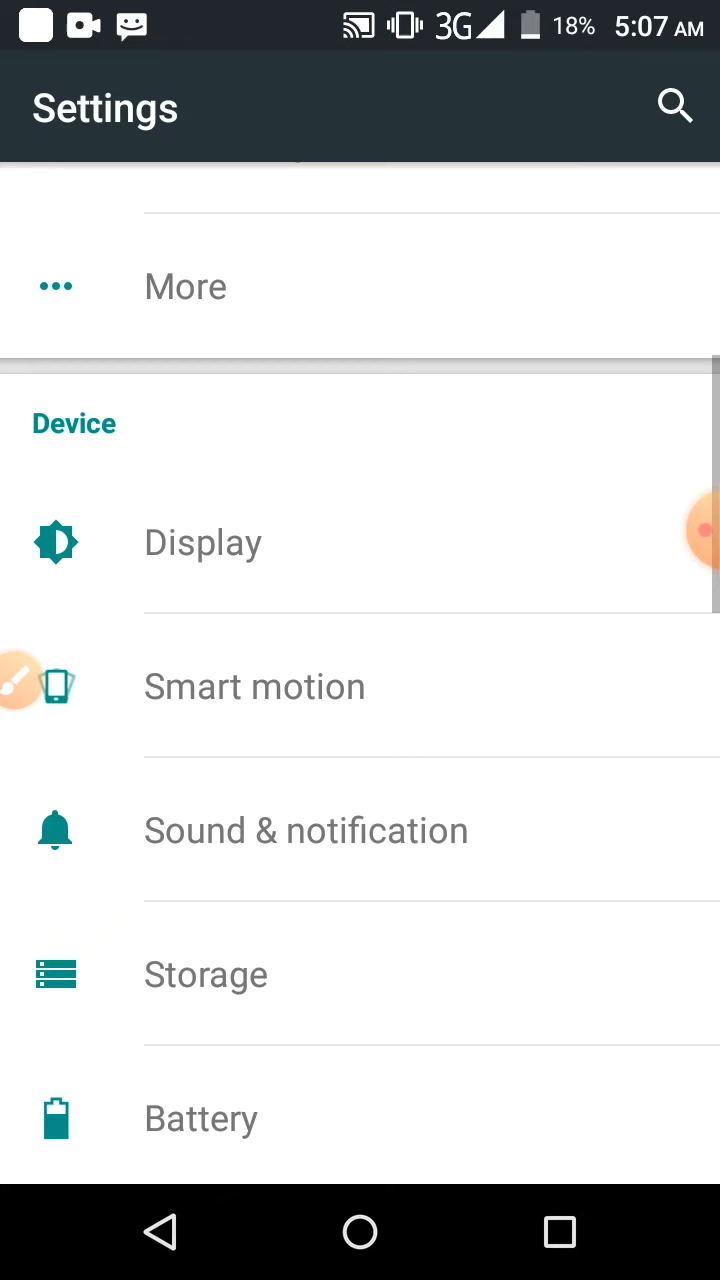 3G 18% 5:07 AM
Settings
More
Device
Display
Smart motion
Sound & notification
Storage
Battery